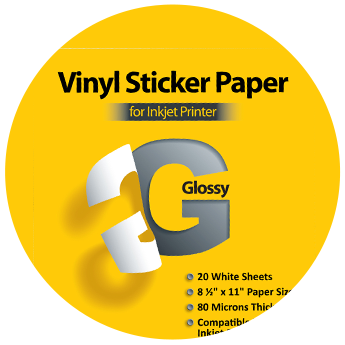 Vinyl Sticker Paper
for Inkjet Printer
G
Glossy
20 White Sheets
8 ½" x 11" Paper Size
80 Microns Thick
Compatible
Inkjet